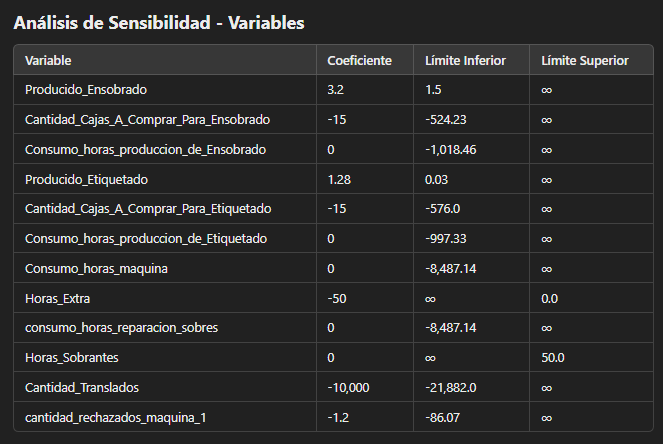 Análisis de Sensibilidad - Variables
Variable Coeficiente Límite Inferior Límite Superior
Producido_Ensobrado 3.2 1.5 ∞
Cantidad_Cajas_A_Comprar_Para_Ensobrado -15 -524.23 ∞
Consumo_horas_produccion_de_Ensobrado 0 -1,018.46 ∞
Producido_Etiquetado 1.28 0.03 ∞
Cantidad_Cajas_A_Comprar_Para_Etiquetado -15 -576.0 ∞
Consumo_horas_produccion_de_Etiquetado 0 -997.33 ∞
Consumo_horas_maquina 0 -8,487.14 ∞
Horas_Extra -50 ∞ 0.0
consumo_horas_reparacion_sobres 0 -8,487.14 ∞
Horas_Sobrantes 0 ∞ 50.0
Cantidad_Translados -10,000 -21,882.0 ∞
cantidad_rechazados_maquina_1 -1.2 -86.07 ∞